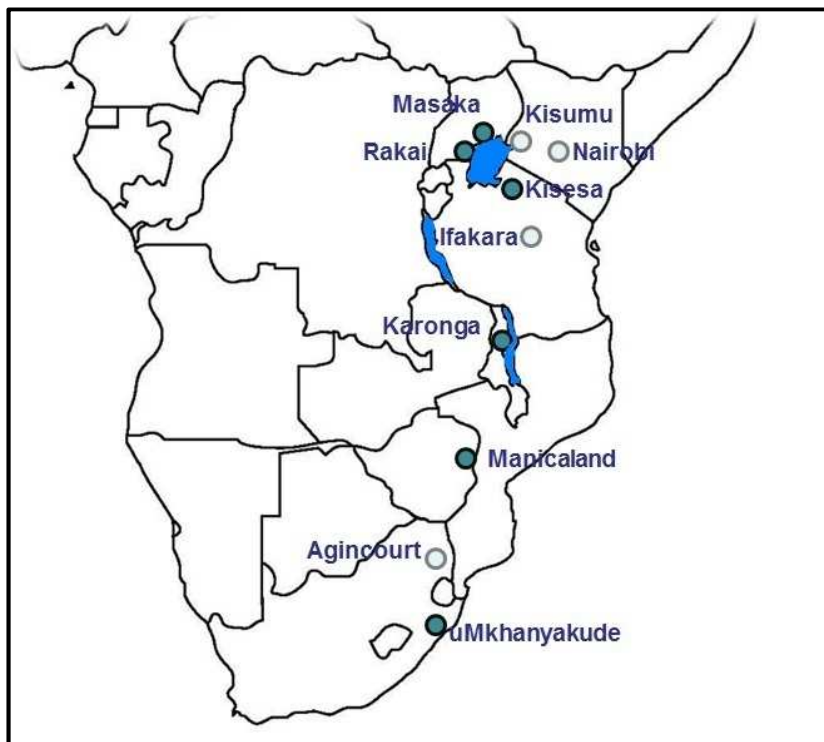 Masaka
Kisumu
Rakai
Nairobi
Kisesa
Ifakara
Karonga
Manicaland
Agincourt
uMkhanyakude